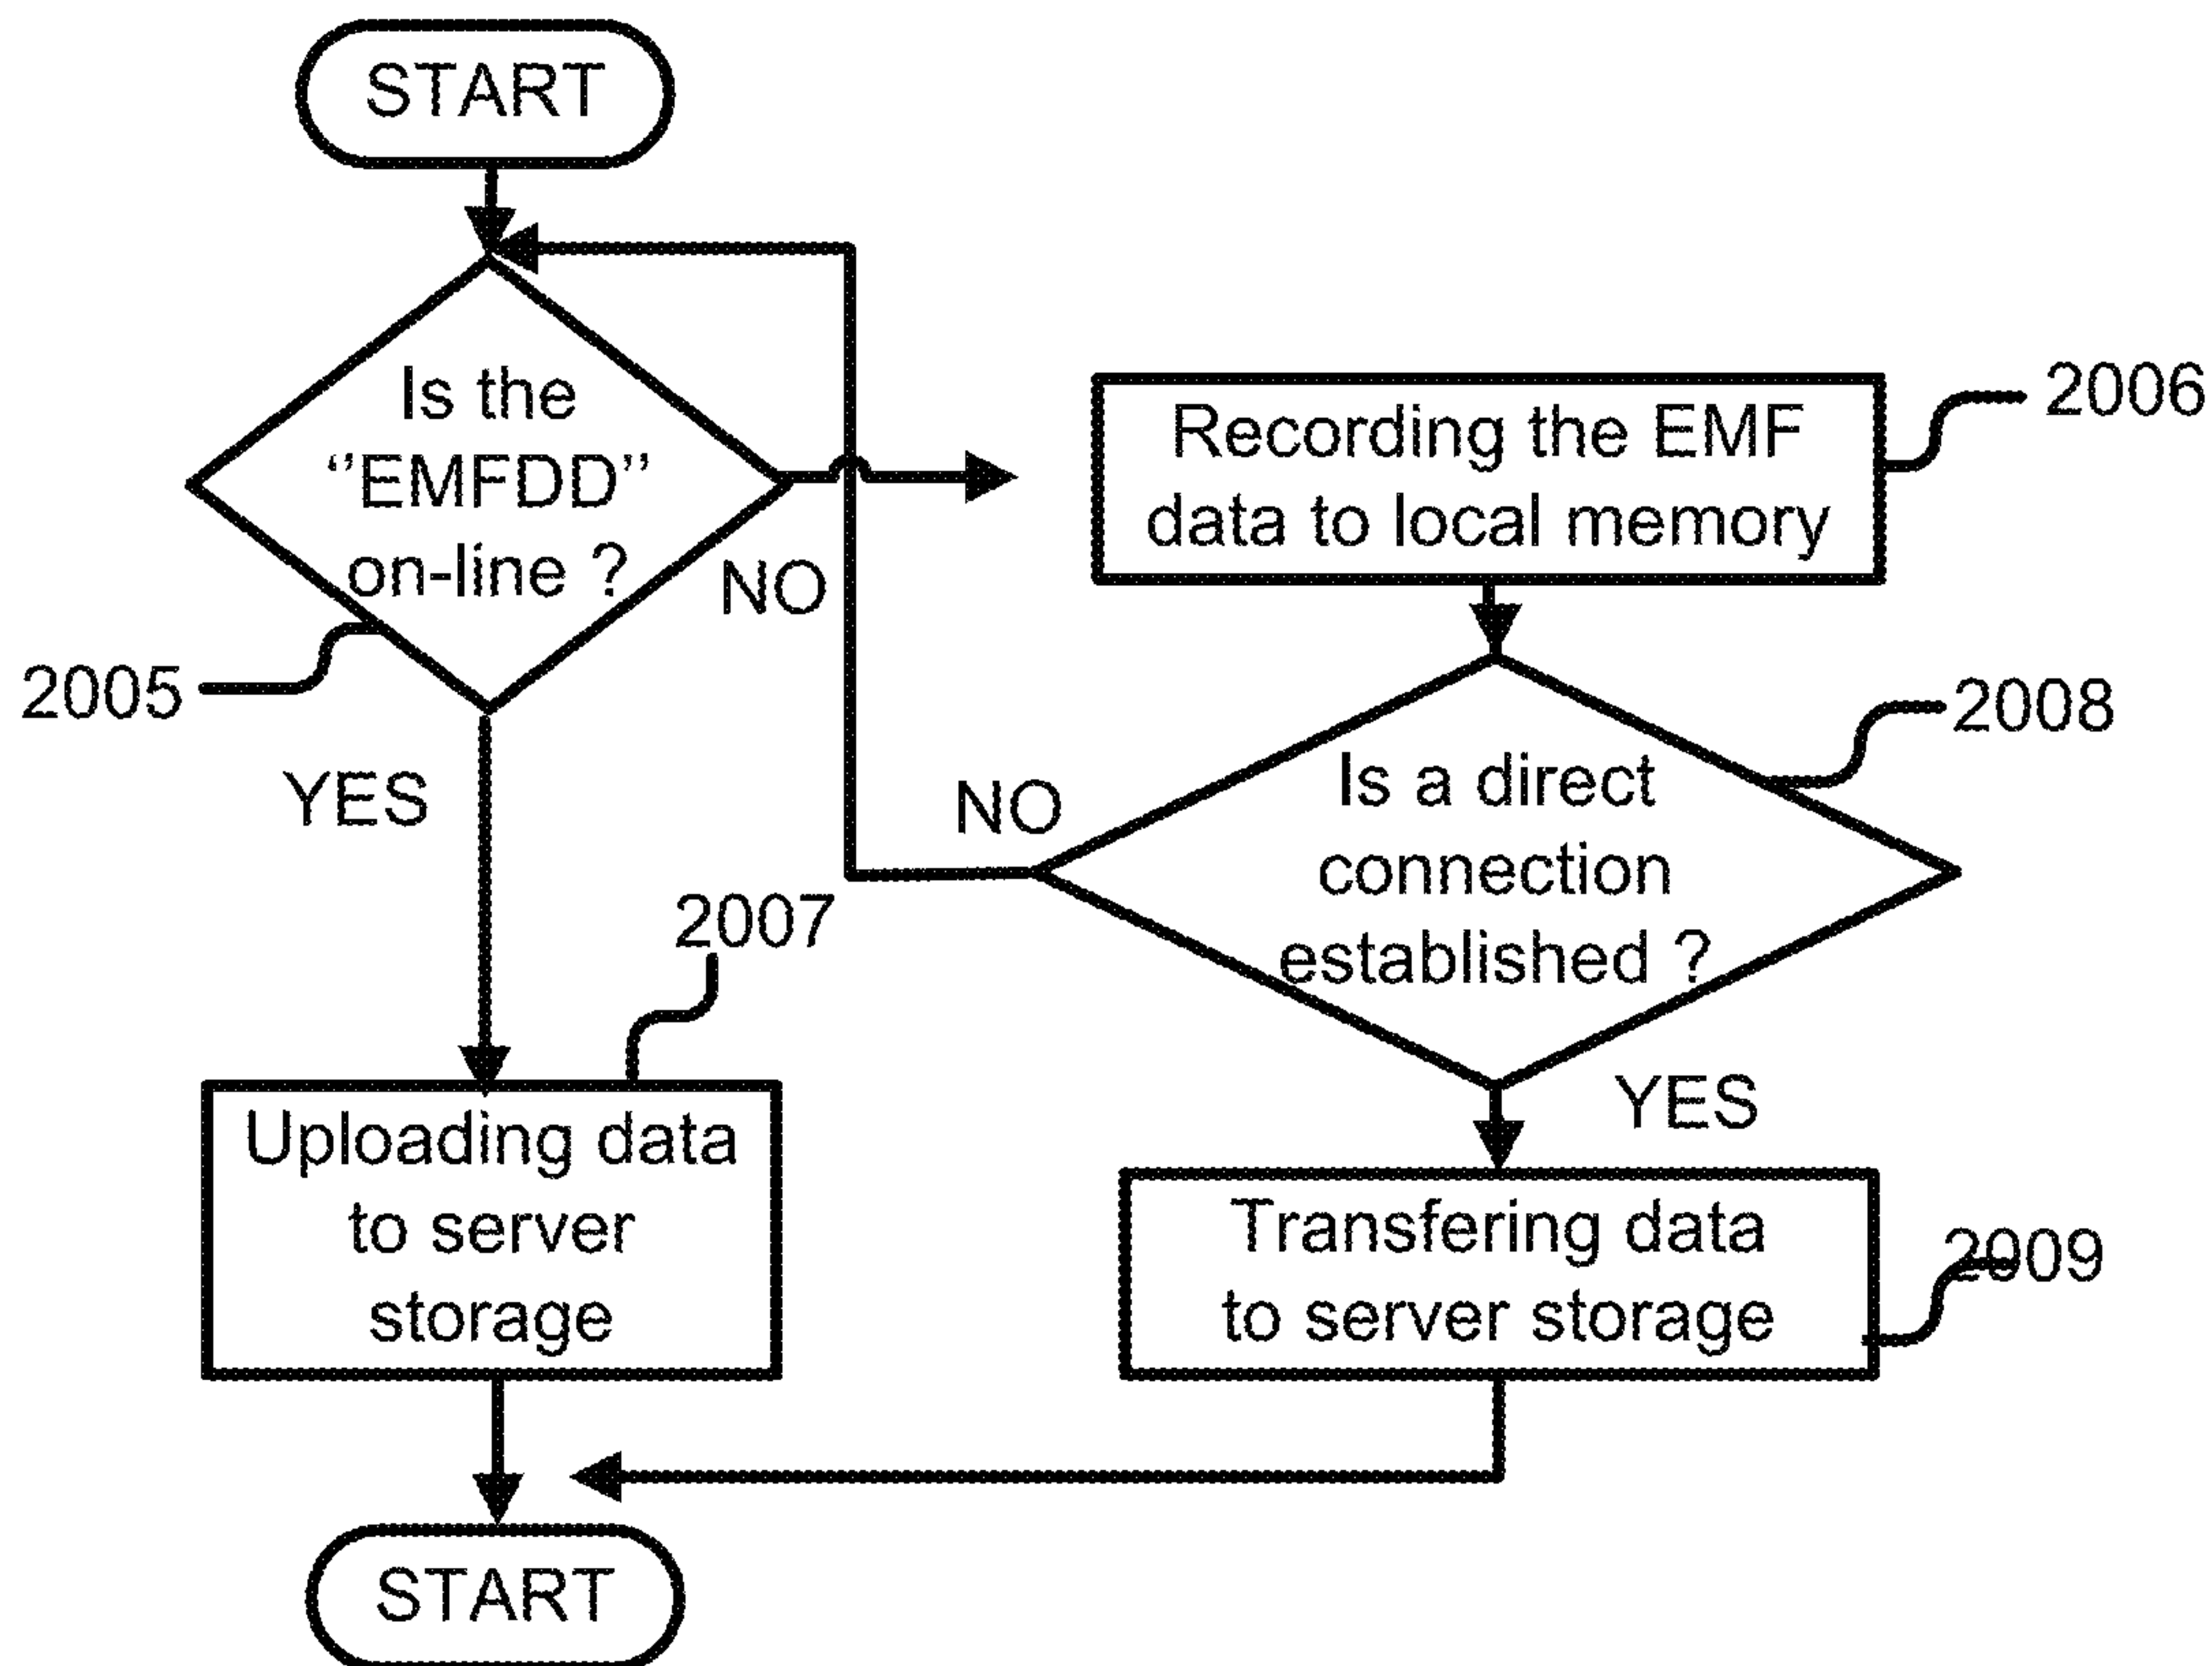 START
Is the
‘’EMFDD’’
on-line ?
NO
2005
YES
Recording the EMF
data to local memory
2006
Is a direct
connection
established ?
2008
NO
YES
2007
Uploading data
to server
storage
Transfering data
to server storage
2009
START